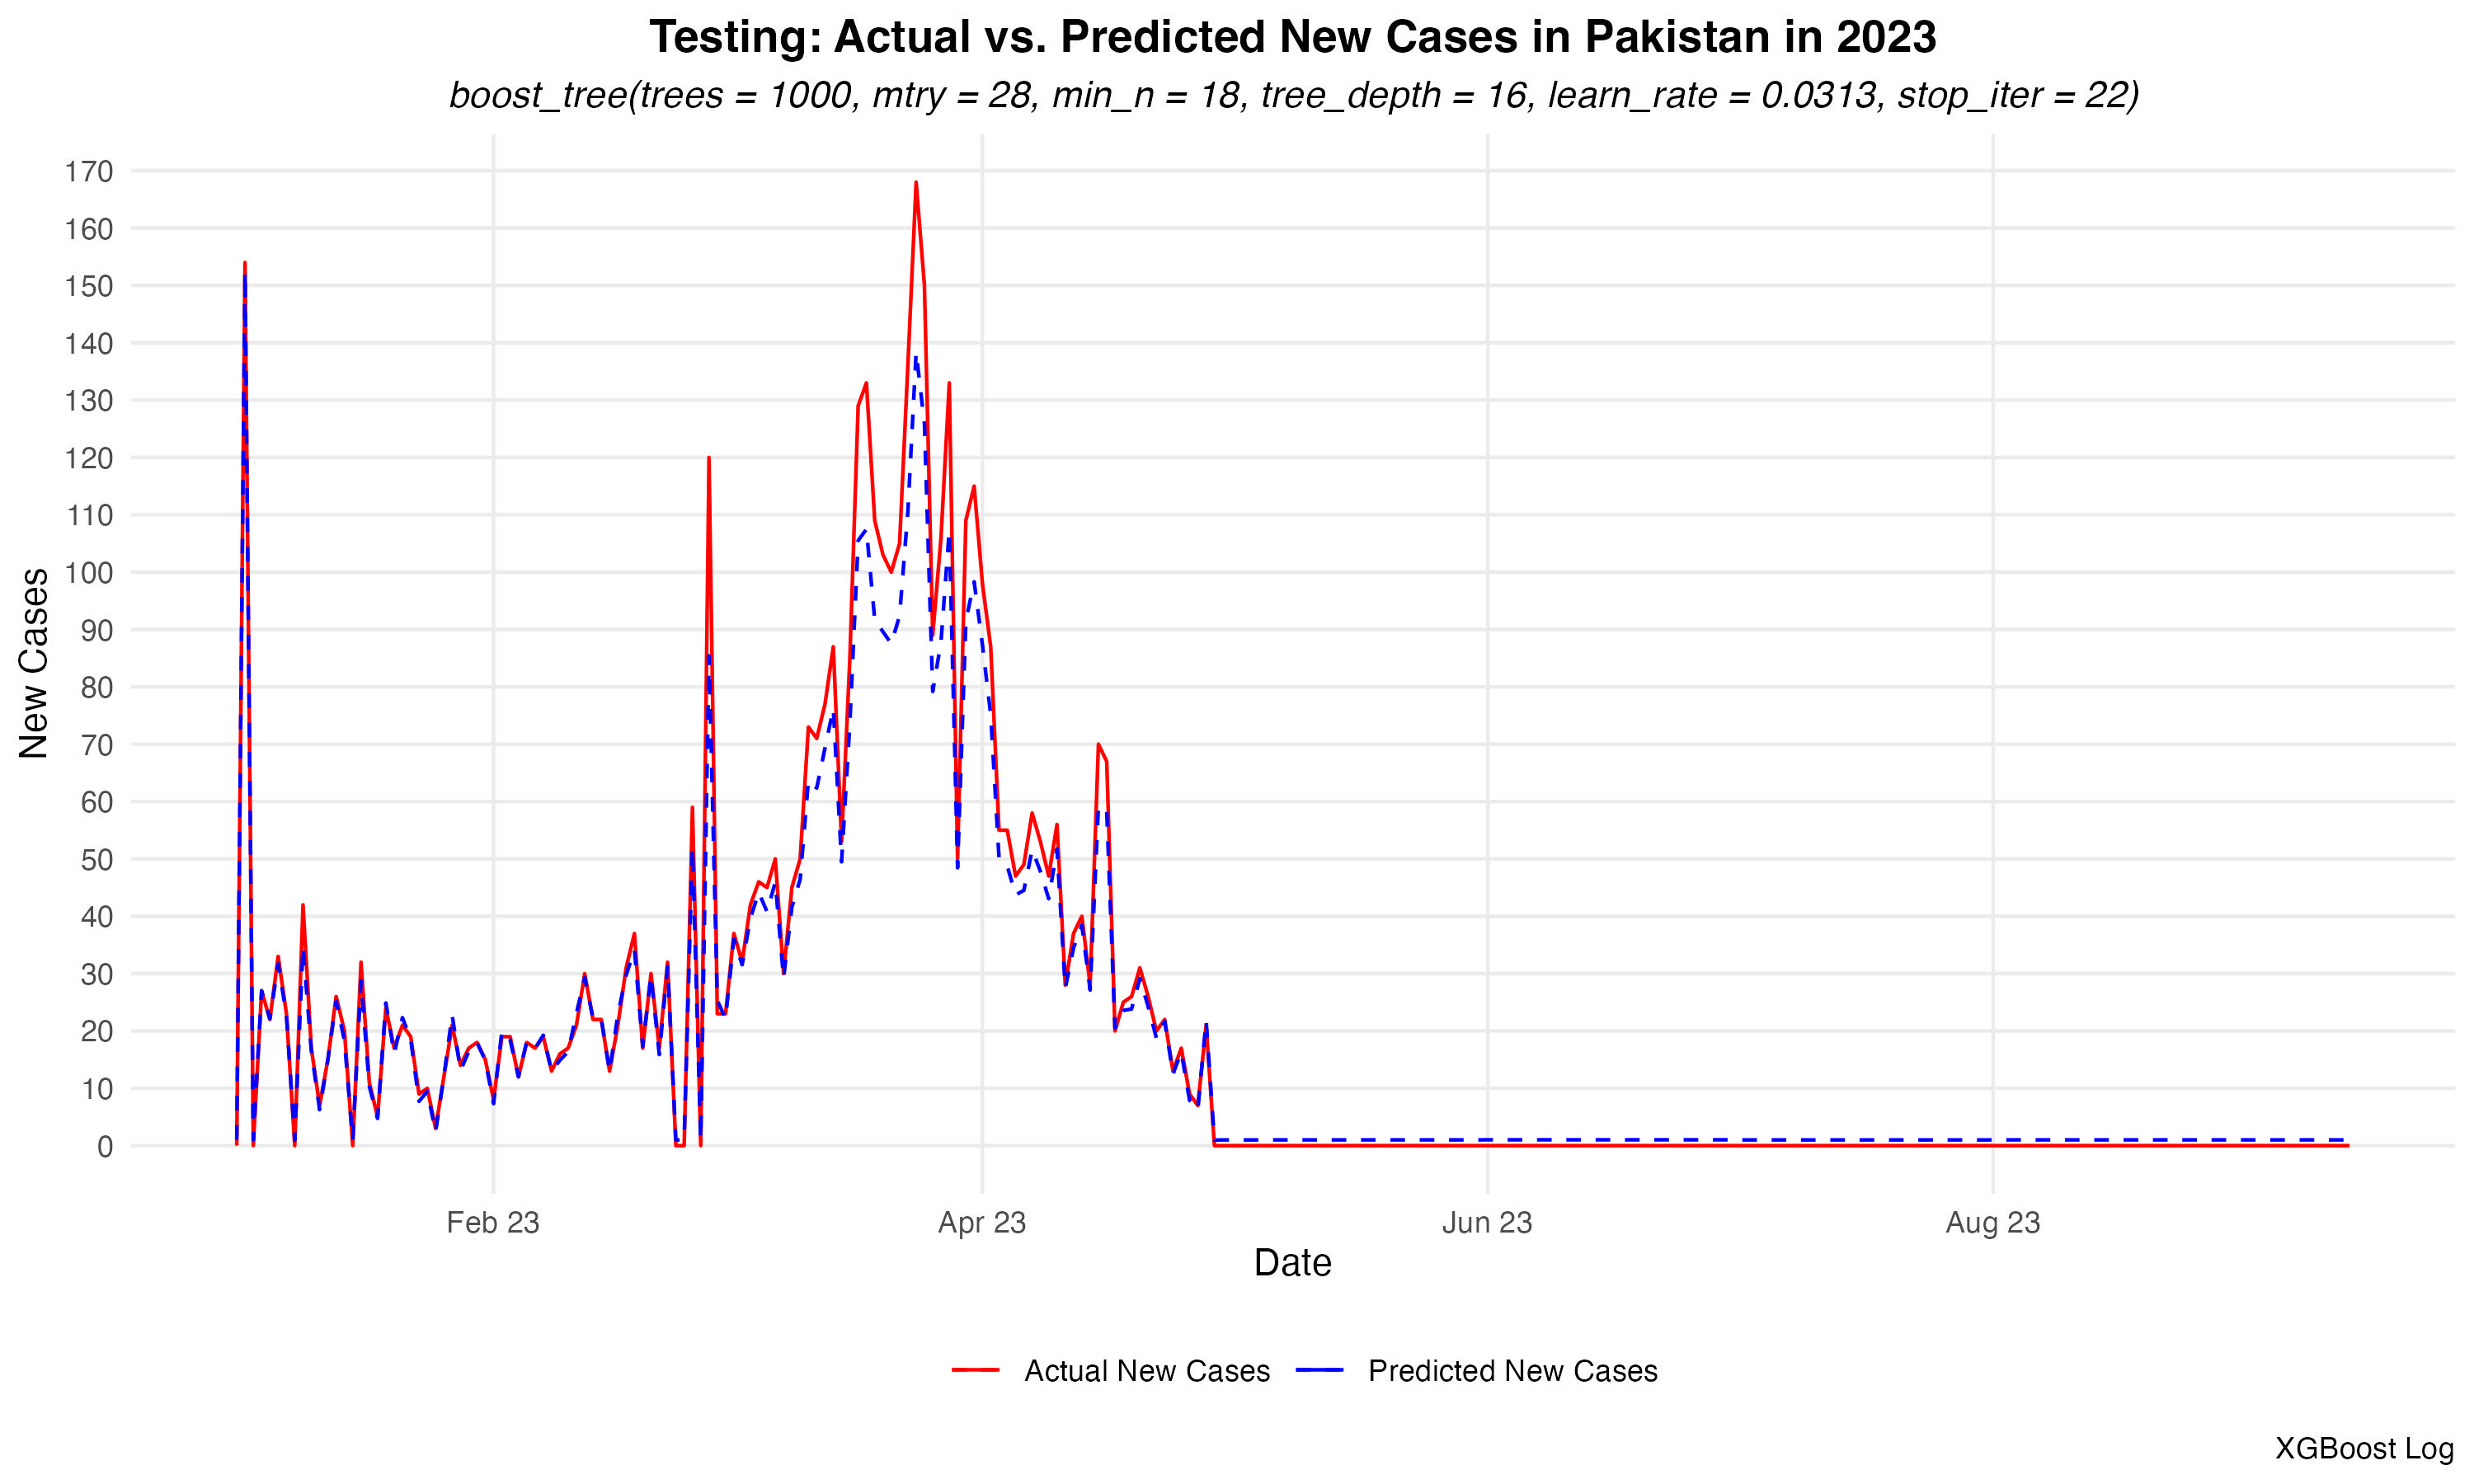 Testing: Actual vs. Predicted New Cases in Pakistan in 2023
boost_tree(trees = 1000, mtry = 28, min_n = 18, tree_depth = 16, learn_rate = 0.0313, stop_iter = 22)
New Cases
170
160
150
140
130
120
110
100
90
80
70
60
50
40
30
20
10
0
Feb 23 Apr 23 Jun 23 Aug 23
Date
Actual New Cases Predicted New Cases
XGBoost Log